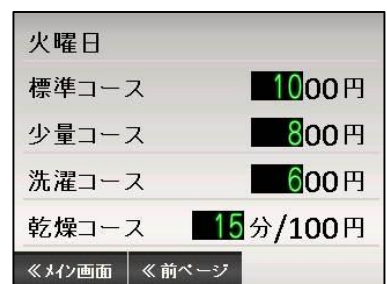 火曜日
標準コース 1000円
少量コース 800円
洗濯コース 600円
乾燥コース 15分/100円
≪メイン画面 ≪前ページ